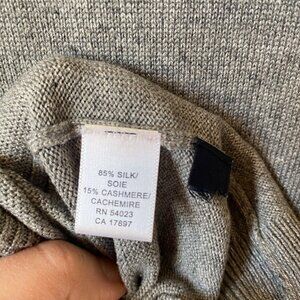 85% SILK/
SOIE
15% CASHMERE/
CACHEMIRE
RN 54023
CA 17897